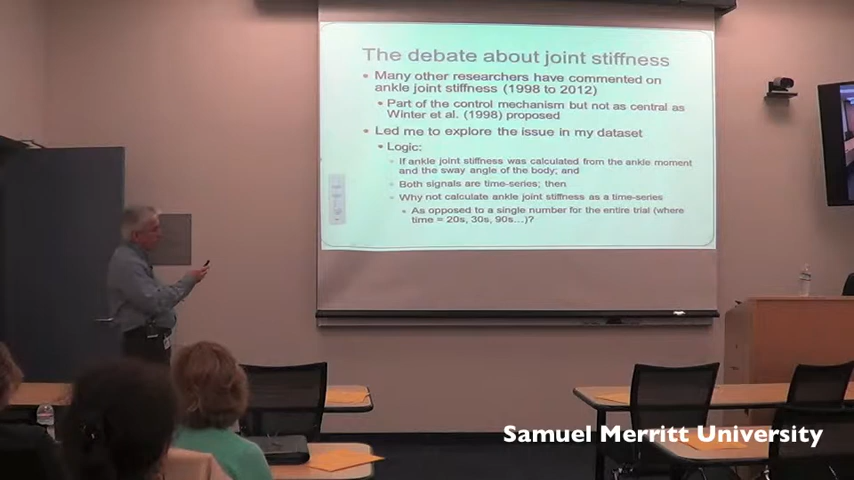 The debate about joint stiffness
• Many other researchers have commented on
ankle joint stiffness (1998 to 2012)
• Part of the control mechanism but not as central as
Winter et al. (1998) proposed
• Led me to explore the issue in my dataset
• Logic:
If ankle joint stiffness was calculated from the ankle moment
and the sway angle of the body; and
Both signals are time-series; then
Why not calculate ankle joint stiffness as a time-series
• As opposed to a single number for the entire trial (where
time = 20s, 30s, 90s...)?
Samuel Merritt University